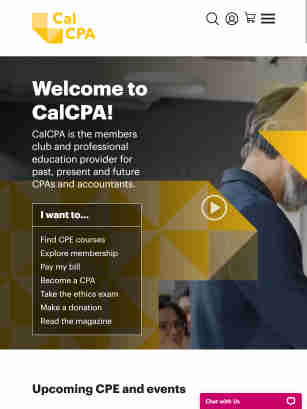 Cal
CPA
Welcome to
CalCPA!
CalCPA is the members
club and professional
education provider for
past, present and future
CPAs and accountants.
I want to...
Find CPE courses
Explore membership
Pay my bill
Become a CPA
Take the ethics exam
Make a donation
Read the magazine
Upcoming CPE and events
Chat with Us